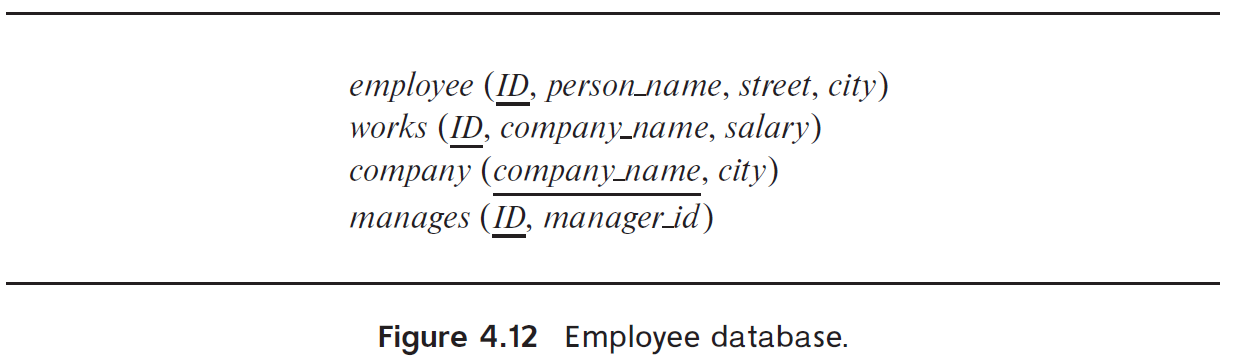 employee (ID, person_name, street, city)
works (ID, company_name, salary)
company (company_name, city)
manages (ID, manager_id)
Figure 4.12 Employee database.